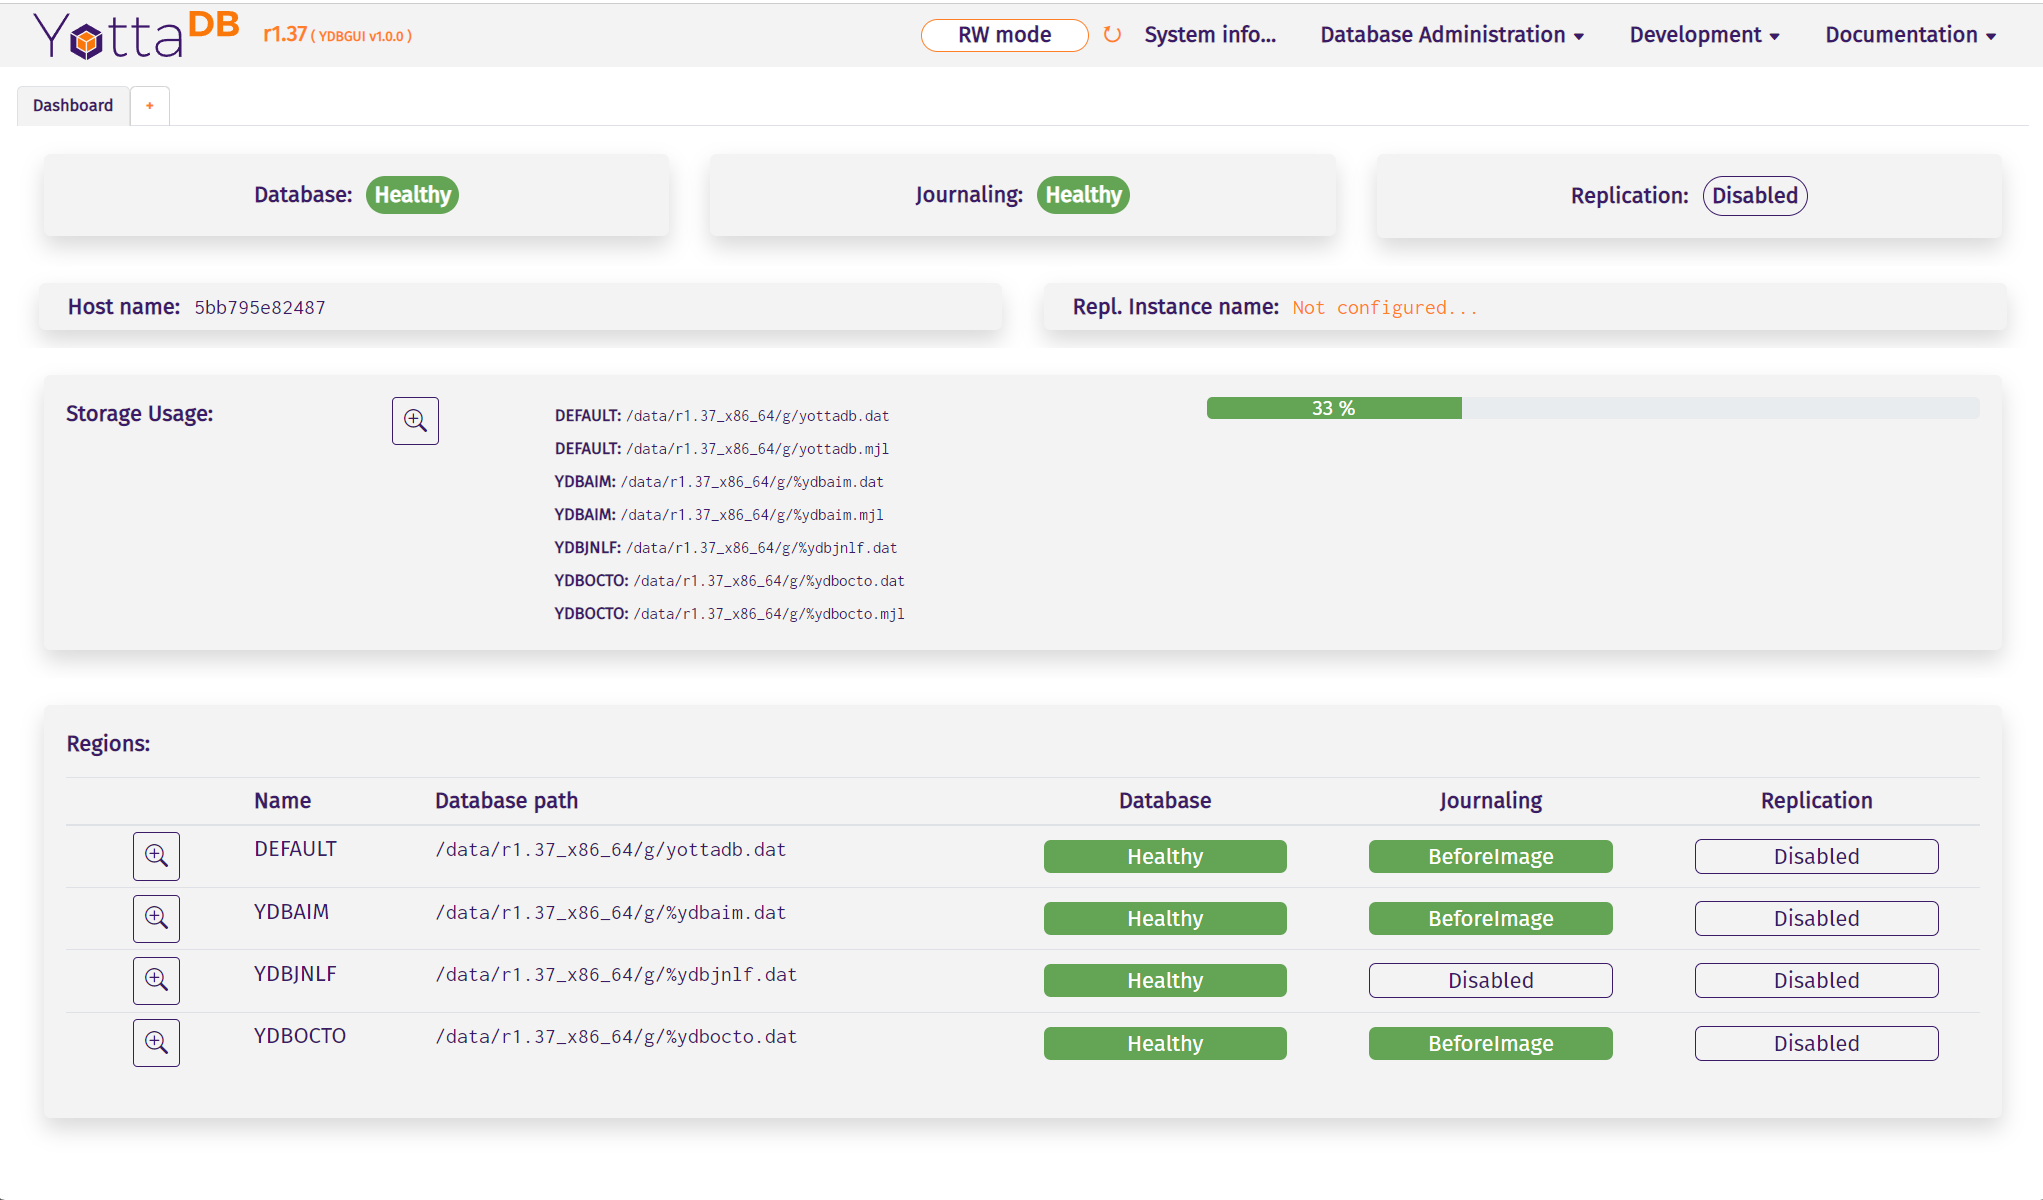 YottaDB r1.37 ( YDBGUI v1.0.0 ) RW mode System info... Database Administration Development Documentation
Dashboard +
Database: Healthy Journaling: Healthy Replication: Disabled
Host name: 5bb795e82487 Repl. Instance name: Not configured...
Storage Usage: DEFAULT: /data/r1.37_x86_64/g/yottadb.dat 33 %
DEFAULT: /data/r1.37_x86_64/g/yottadb.mjl
YDBAIM: /data/r1.37_x86_64/g/%ydbaim.dat
YDBAIM: /data/r1.37_x86_64/g/%ydbaim.mjl
YDBJNLF: /data/r1.37_x86_64/g/%ydbjnlf.dat
YDBOCTO: /data/r1.37_x86_64/g/%ydbocto.dat
YDBOCTO: /data/r1.37_x86_64/g/%ydbocto.mjl
Regions:
Name Database path Database Journaling Replication
DEFAULT /data/r1.37_x86_64/g/yottadb.dat Healthy BeforeImage Disabled
YDBAIM /data/r1.37_x86_64/g/%ydbaim.dat Healthy BeforeImage Disabled
YDBJNLF /data/r1.37_x86_64/g/%ydbjnlf.dat Healthy Disabled Disabled
YDBOCTO /data/r1.37_x86_64/g/%ydbocto.dat Healthy BeforeImage Disabled